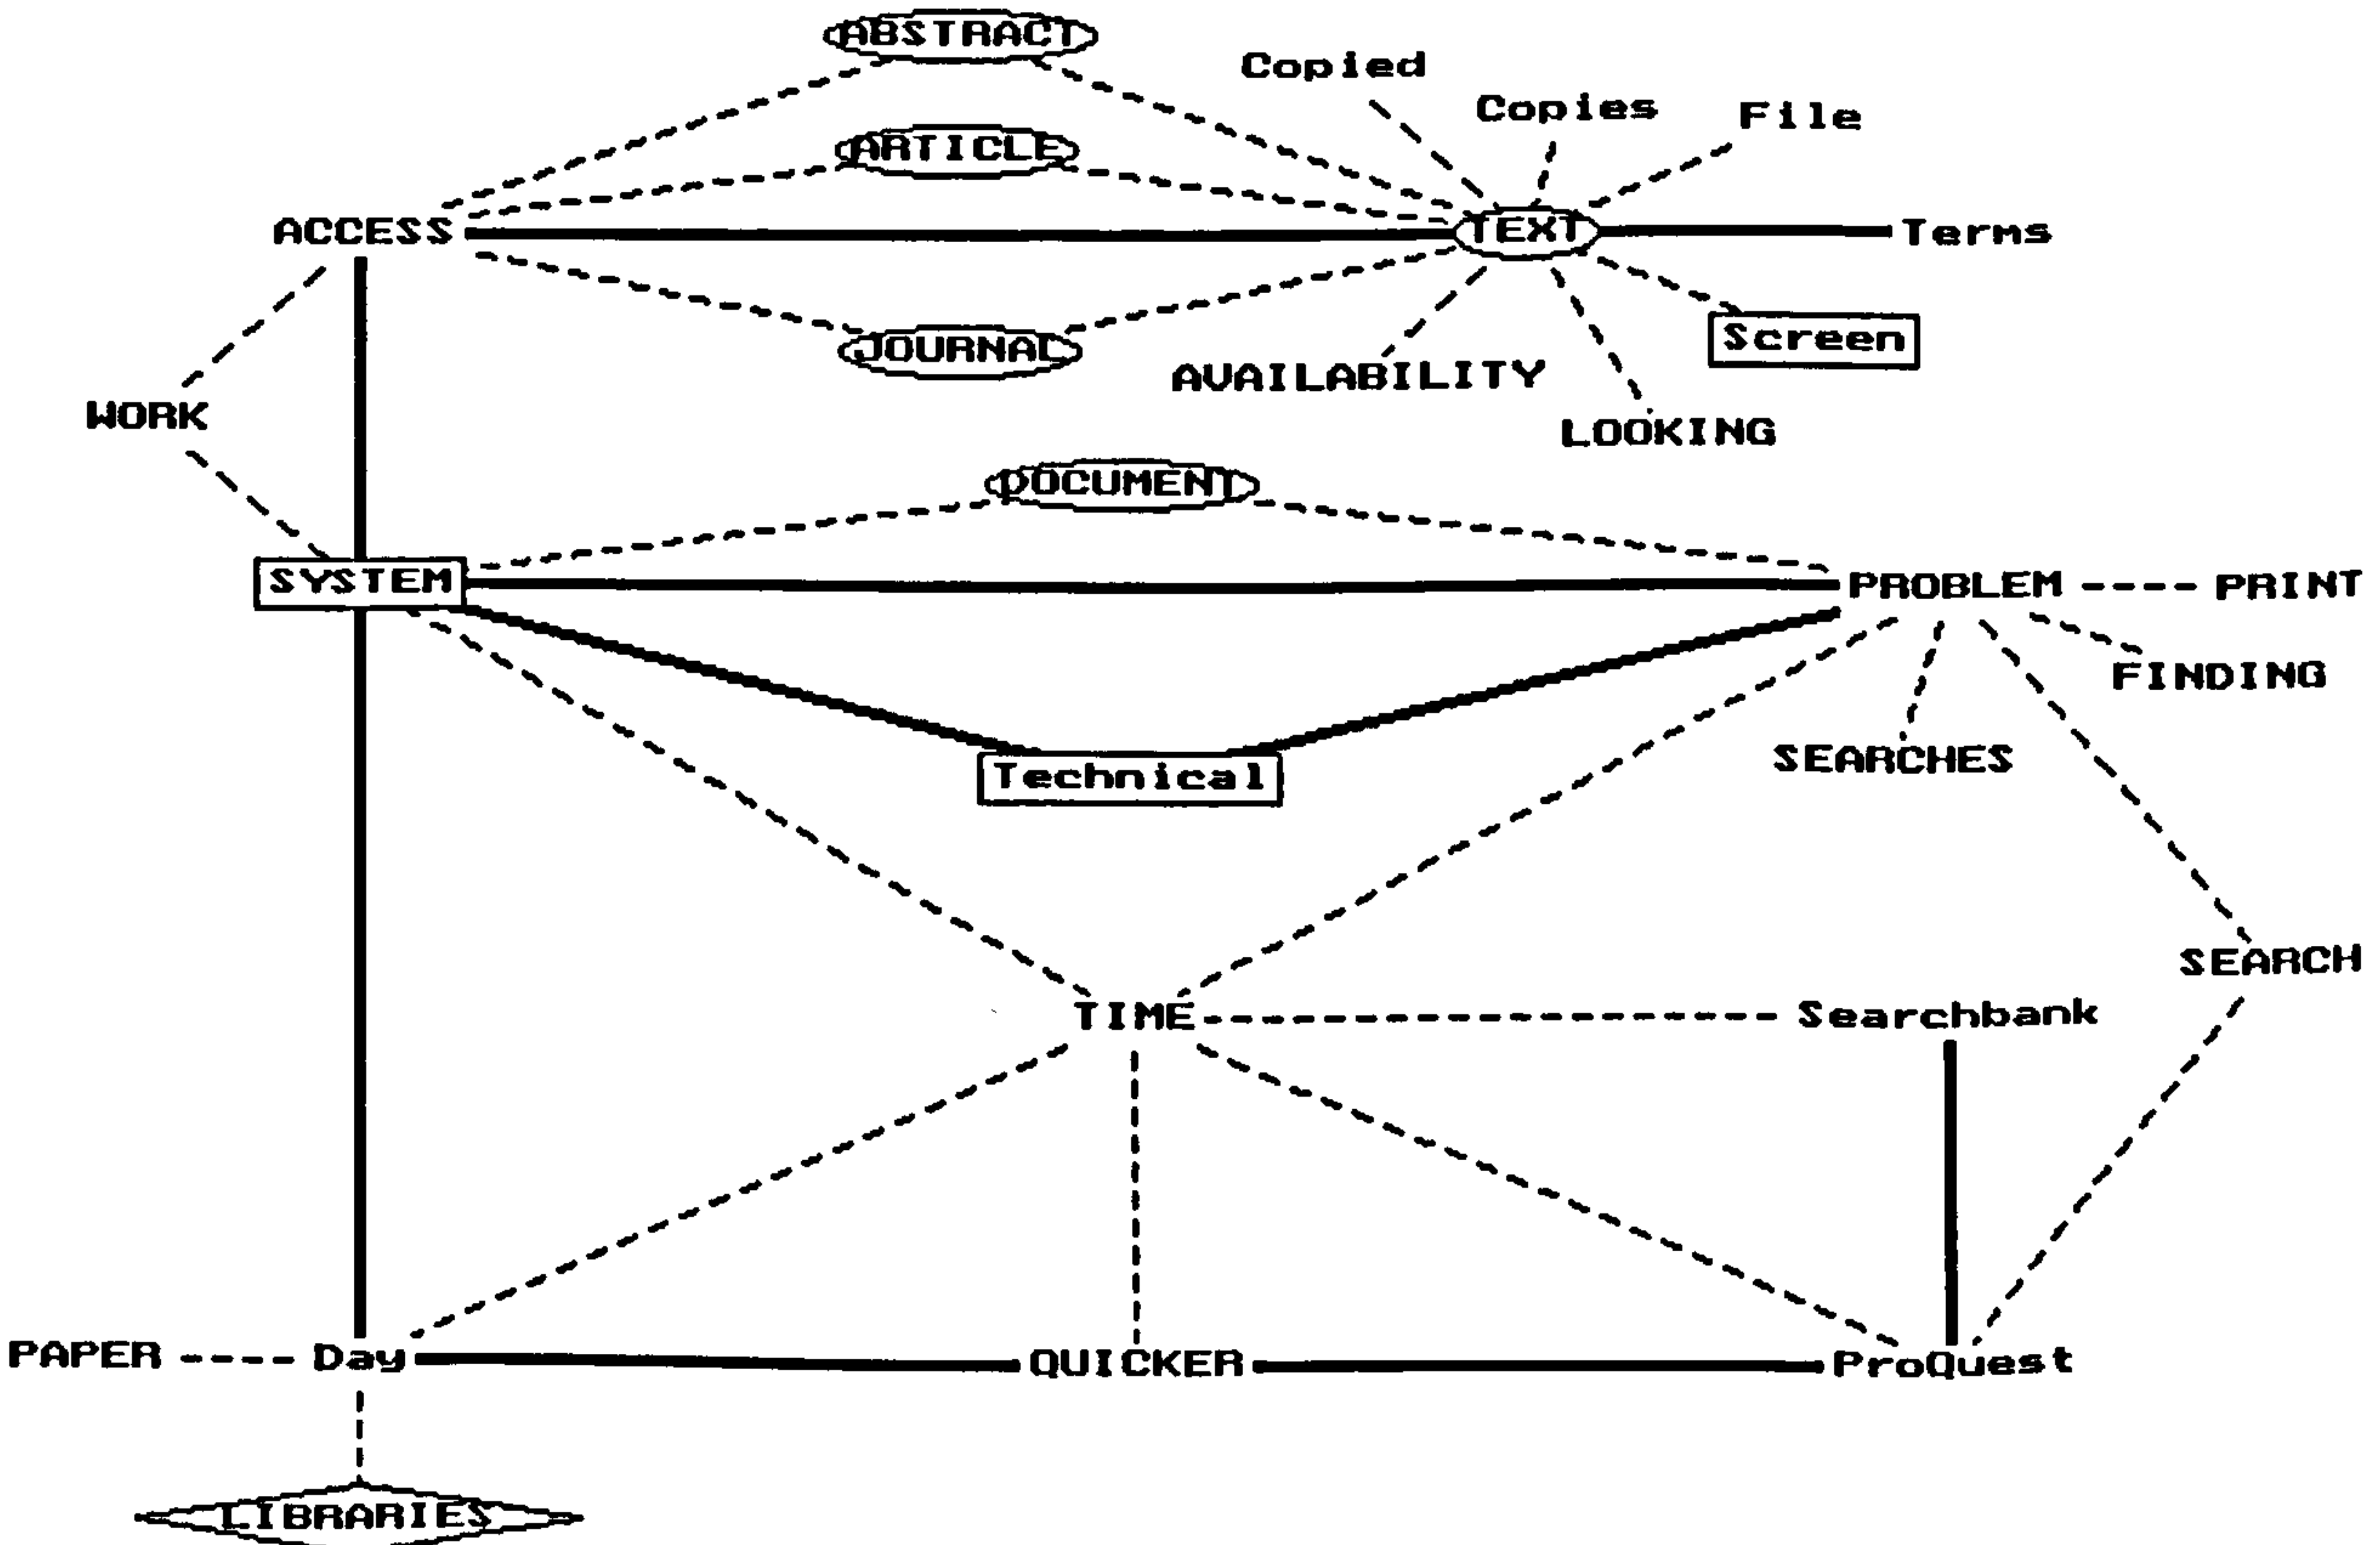 ABSTRACT
Copied
Copies
File
ARTICLE
ACCESS
TEXT
Terms
Screen
JOURNAL
AVAILABILITY
WORK
LOOKING
DOCUMENT
SYSTEM
PROBLEM
PRINT
FINDING
SEARCHES
Technical
SEARCH
TIME
Searchbank
PAPER
Day
QUICKER
ProQuest
LIBRARIES